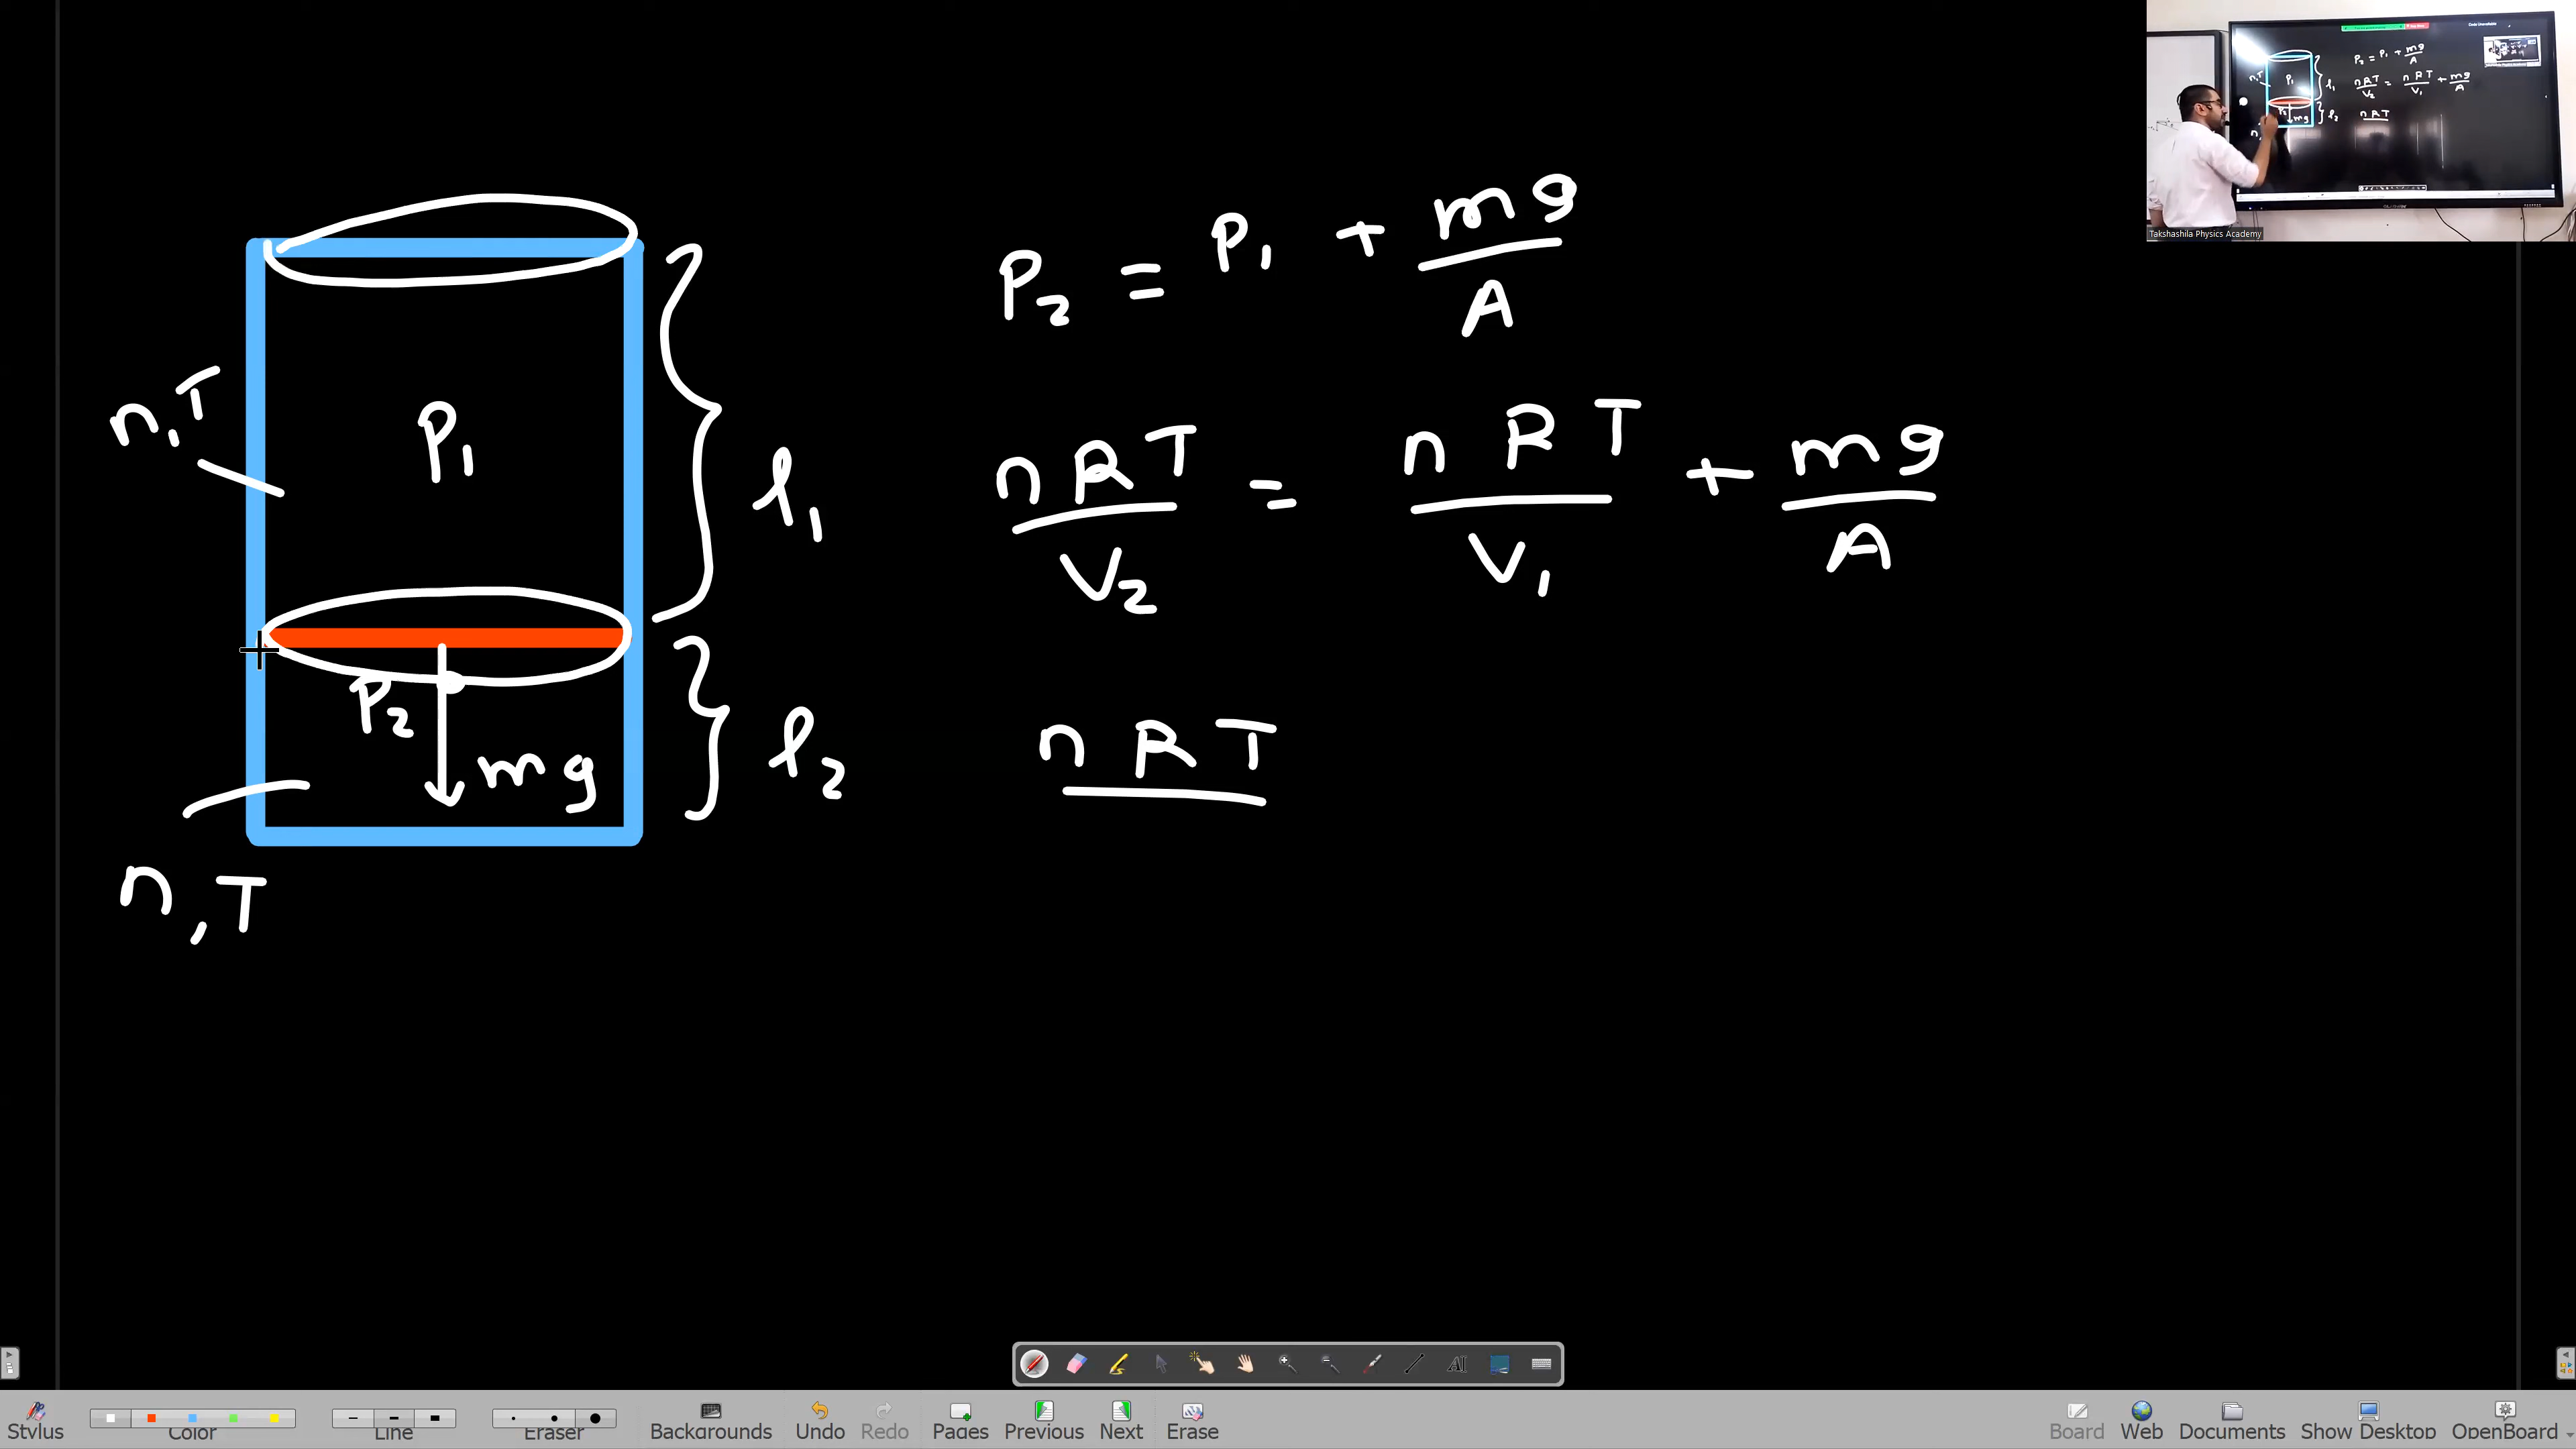 P₂ = P₁ + mg/A
n,T
P₁
l₁
nRT/V₂ = nRT/V₁ + mg/A
P₂
mg
l₂
nRT
n,T
Takshashila Physics Academy
Stylus Color Line Eraser Backgrounds Undo Redo Pages Previous Next Erase Board Web Documents Show Desktop OpenBoard